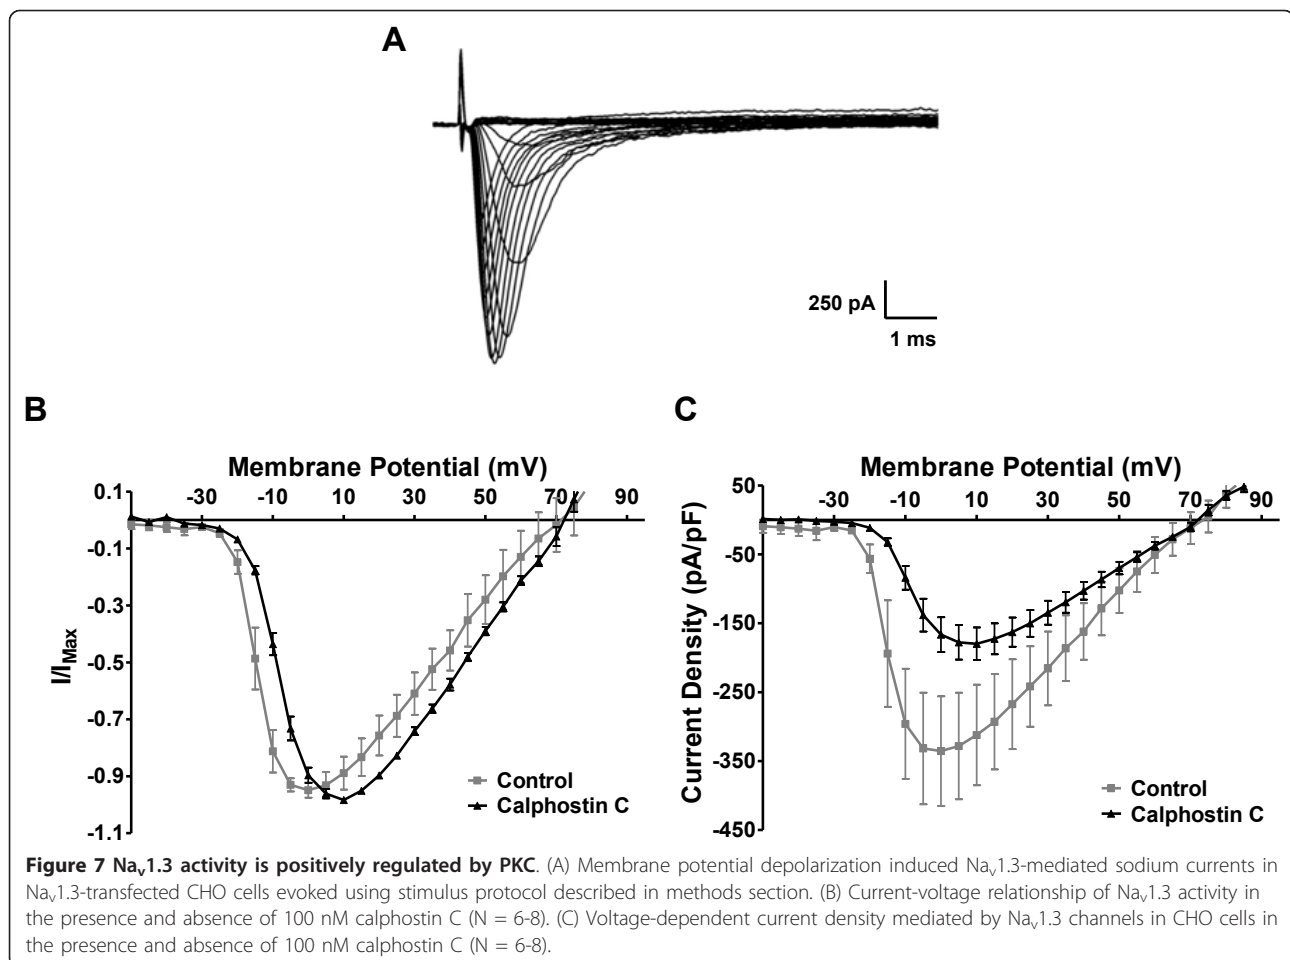 A
250 pA
1 ms
B
Membrane Potential (mV)
-30 -10 10 30 50 70 90
0.1
-0.1
-0.3
-0.5
-0.7
-0.9
-1.1
I/IMax
Control
Calphostin C
C
Membrane Potential (mV)
-30 -10 10 30 50 70 90
50
-50
-150
-250
-350
-450
Current Density (pA/pF)
Control
Calphostin C
Figure 7 Nav1.3 activity is positively regulated by PKC. (A) Membrane potential depolarization induced Nav1.3-mediated sodium currents in
Nav1.3-transfected CHO cells evoked using stimulus protocol described in methods section. (B) Current-voltage relationship of Nav1.3 activity in
the presence and absence of 100 nM calphostin C (N = 6-8). (C) Voltage-dependent current density mediated by Nav1.3 channels in CHO cells in
the presence and absence of 100 nM calphostin C (N = 6-8).